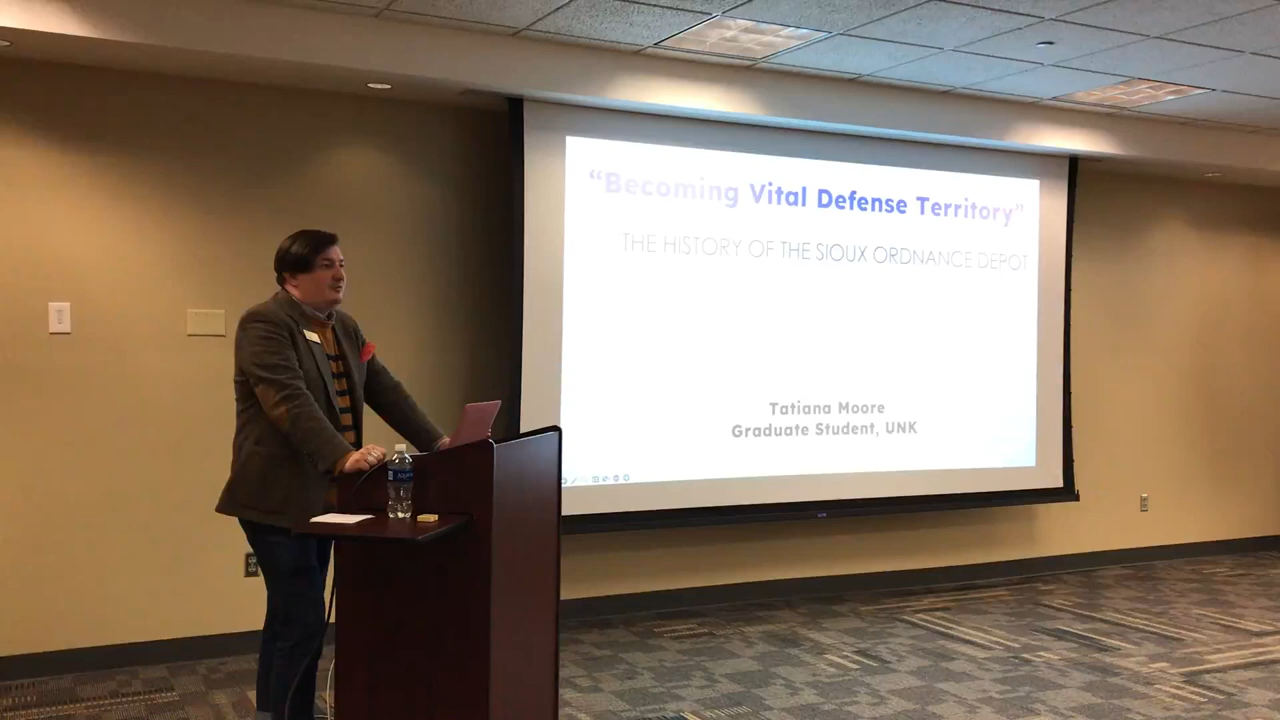 “Becoming Vital Defense Territory”
THE HISTORY OF THE SIOUX ORDNANCE DEPOT
Tatiana Moore
Graduate Student, UNK